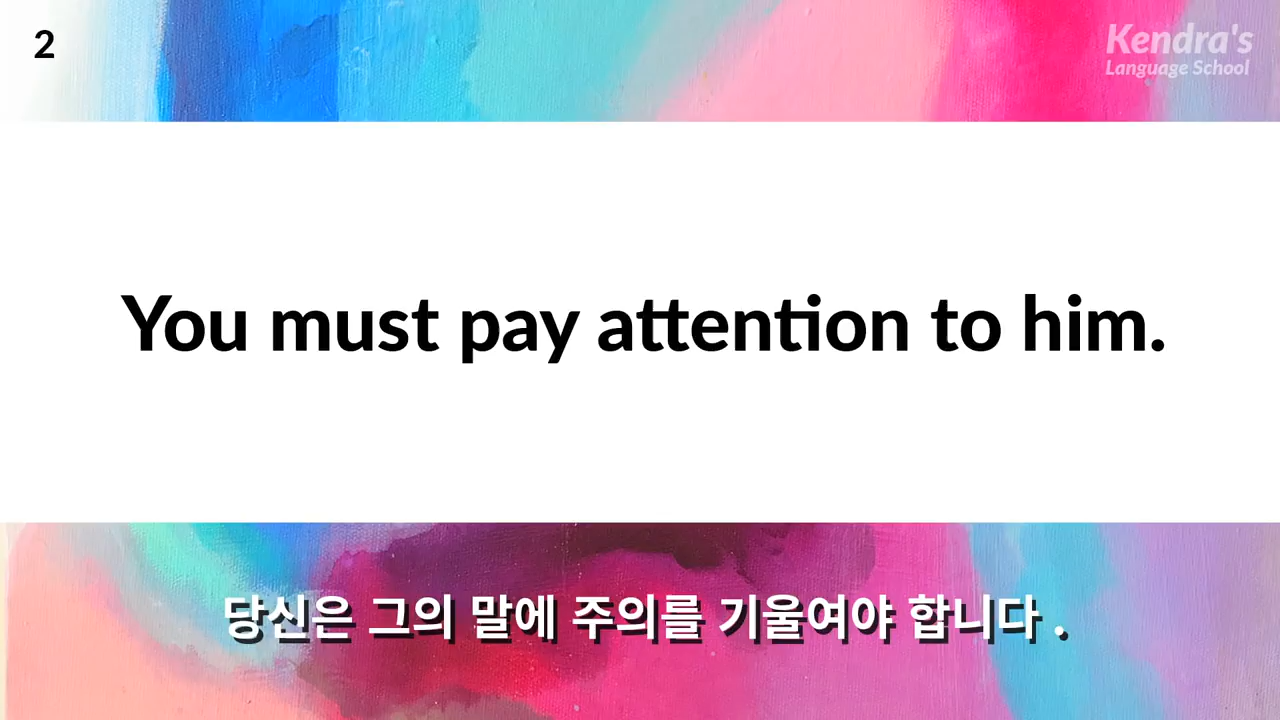 2
Kendra's
Language School
You must pay attention to him.
당신은 그의 말에 주의를 기울여야 합니다 .